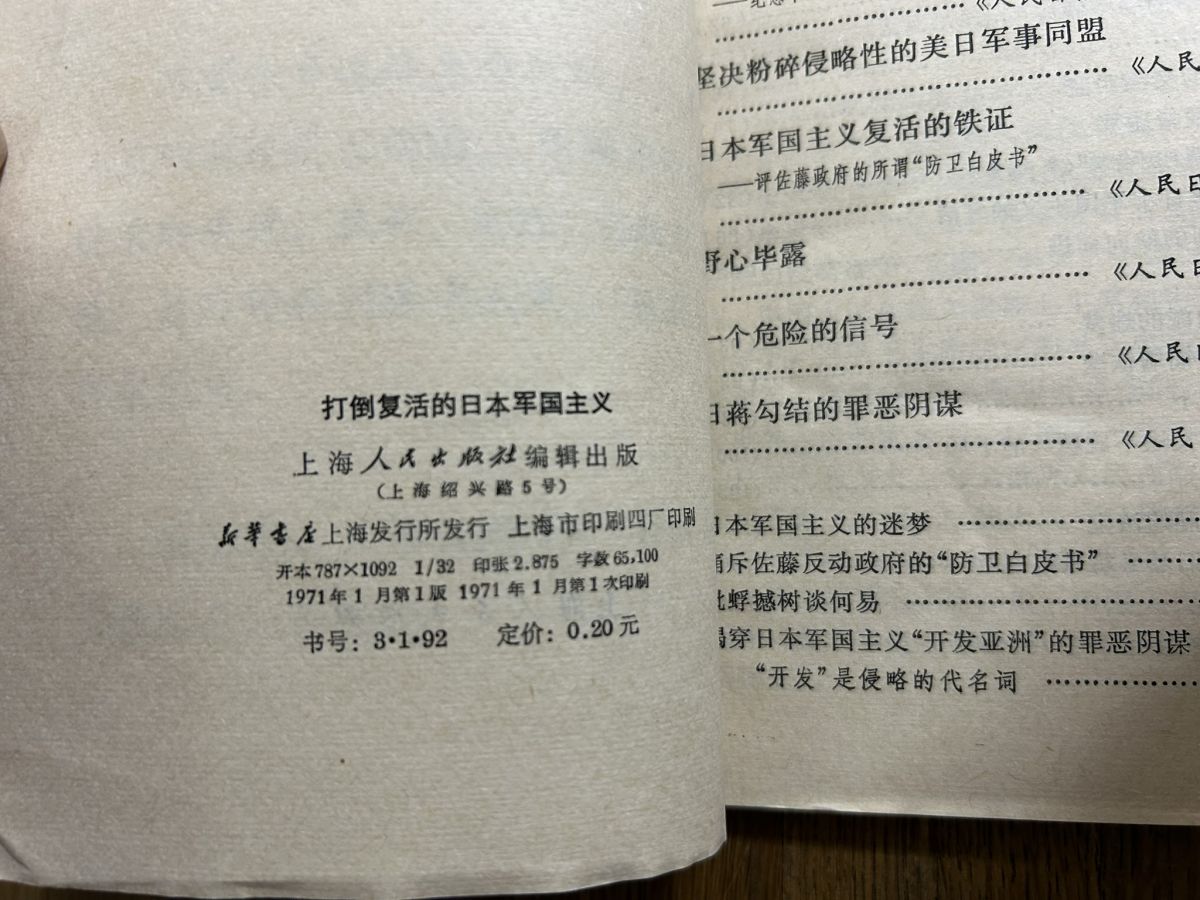 打倒复活的日本军国主义
上海人民出版社编辑出版
（上海绍兴路5号）
新华书店上海发行所发行 上海市印刷四厂印刷
开本787×1092 1/32 印张2.875 字数65,100
1971年1月第1版 1971年1月第1次印刷
书号：3·1·92 定价：0.20元
《人民日
坚决粉碎侵略性的美日军事同盟
……………………………………《人民
日本军国主义复活的铁证
——评佐藤政府的所谓“防卫白皮书”
……………………………………《人民日
野心毕露
……………………………………《人民日
一个危险的信号
……………………………………《人民日
日蒋勾结的罪恶阴谋
……………………………………《人民
日本军国主义的迷梦 ………………
痛斥佐藤反动政府的“防卫白皮书” ………
蚍蜉撼树谈何易 ……………………
揭穿日本军国主义“开发亚洲”的罪恶阴谋
“开发”是侵略的代名词 ……………